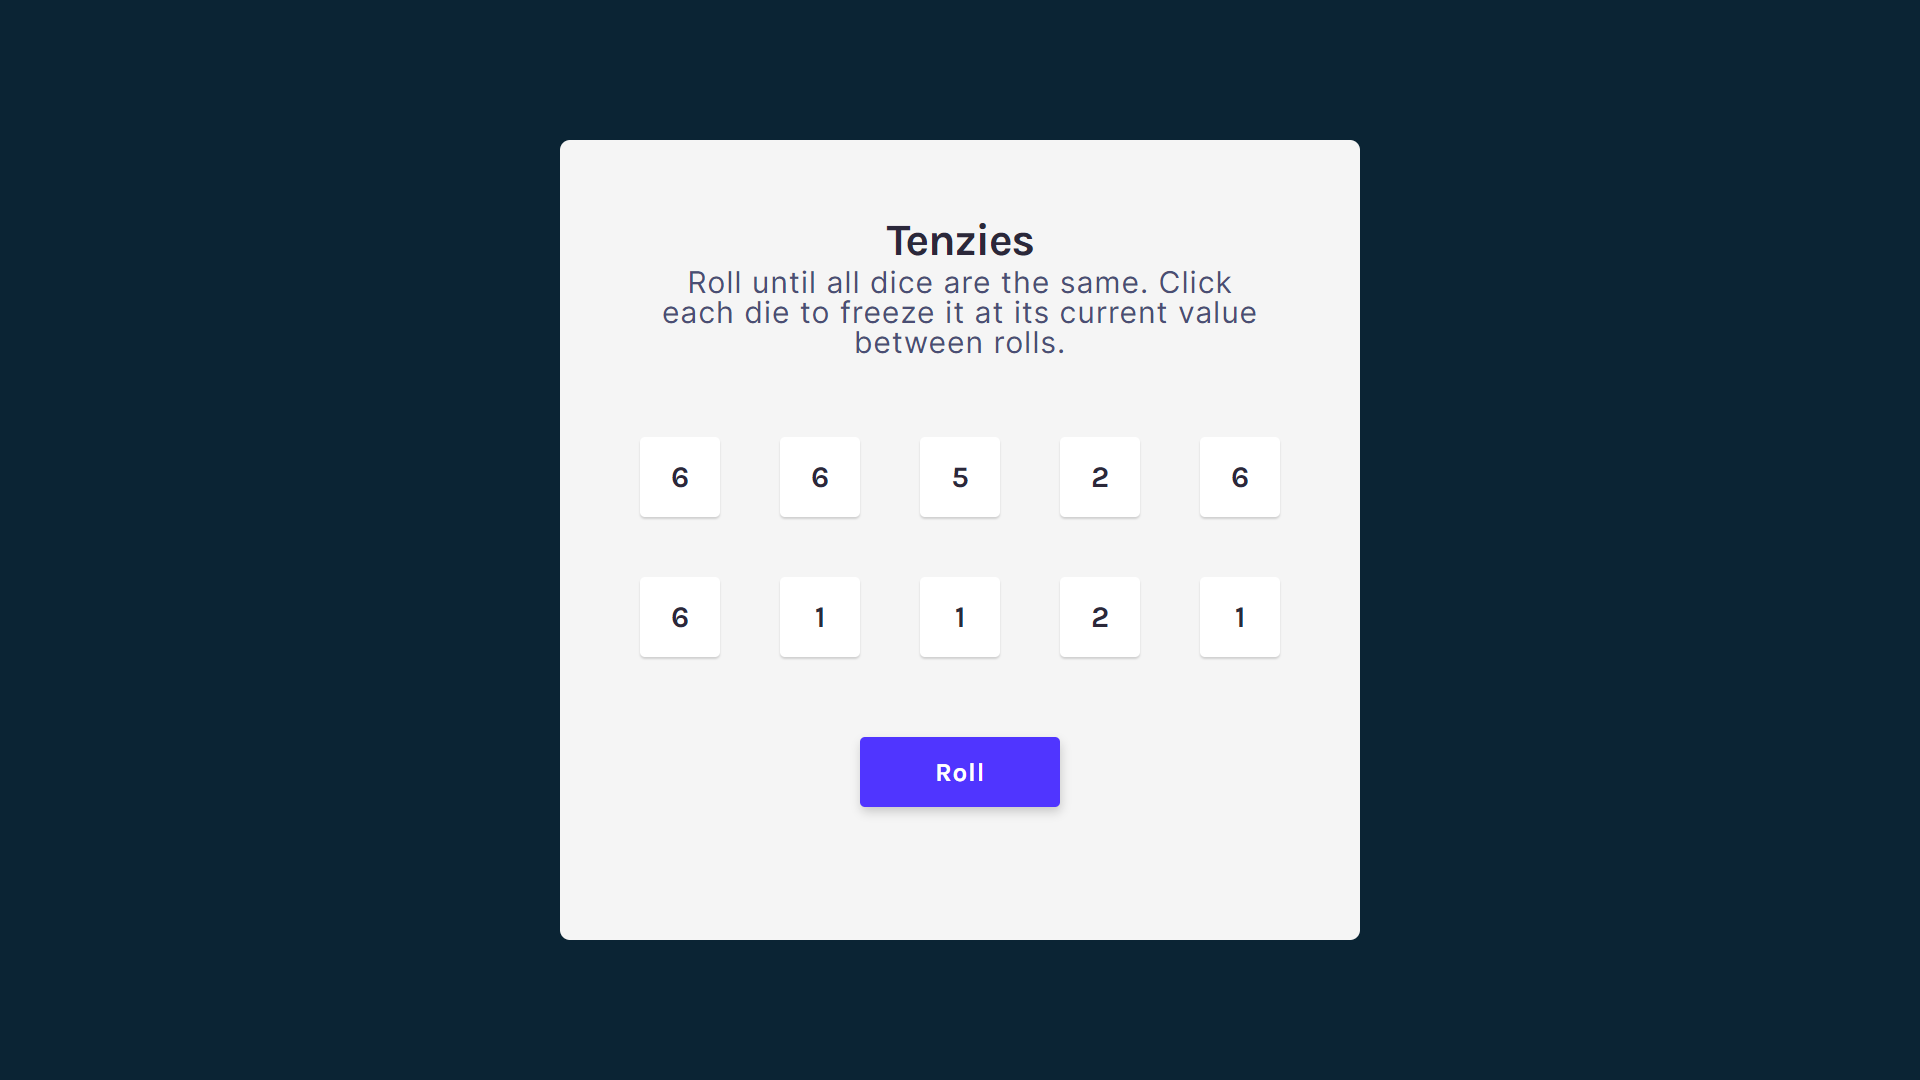 Tenzies
Roll until all dice are the same. Click
each die to freeze it at its current value
between rolls.
6 6 5 2 6
6 1 1 2 1
Roll